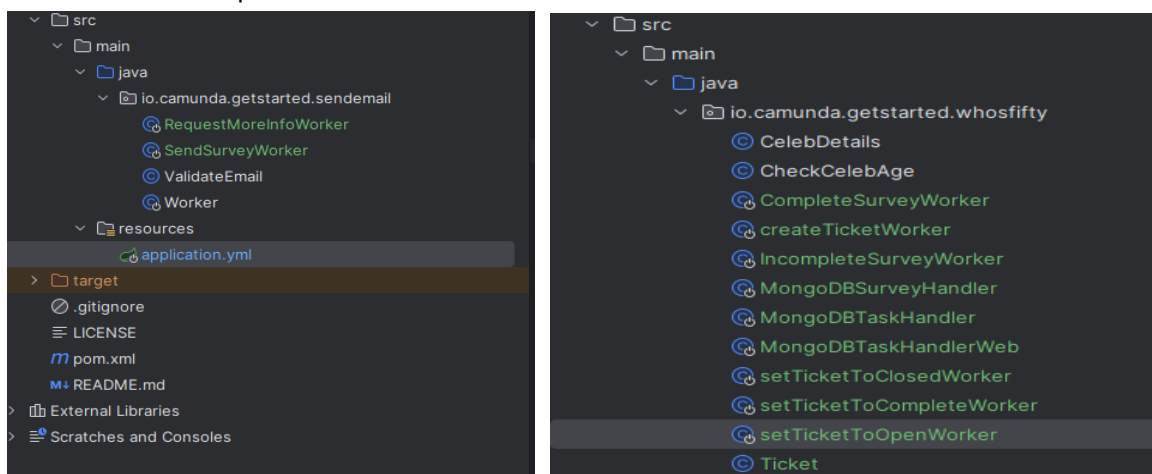 src
main
java
io.camunda.getstarted.sendemail
RequestMoreInfoWorker
SendSurveyWorker
ValidateEmail
Worker
resources
application.yml
target
.gitignore
LICENSE
pom.xml
README.md
External Libraries
Scratches and Consoles
src
main
java
io.camunda.getstarted.whosfifty
CelebDetails
CheckCelebAge
CompleteSurveyWorker
createTicketWorker
IncompleteSurveyWorker
MongoDBSurveyHandler
MongoDBTaskHandler
MongoDBTaskHandlerWeb
setTicketToClosedWorker
setTicketToCompleteWorker
setTicketToOpenWorker
Ticket